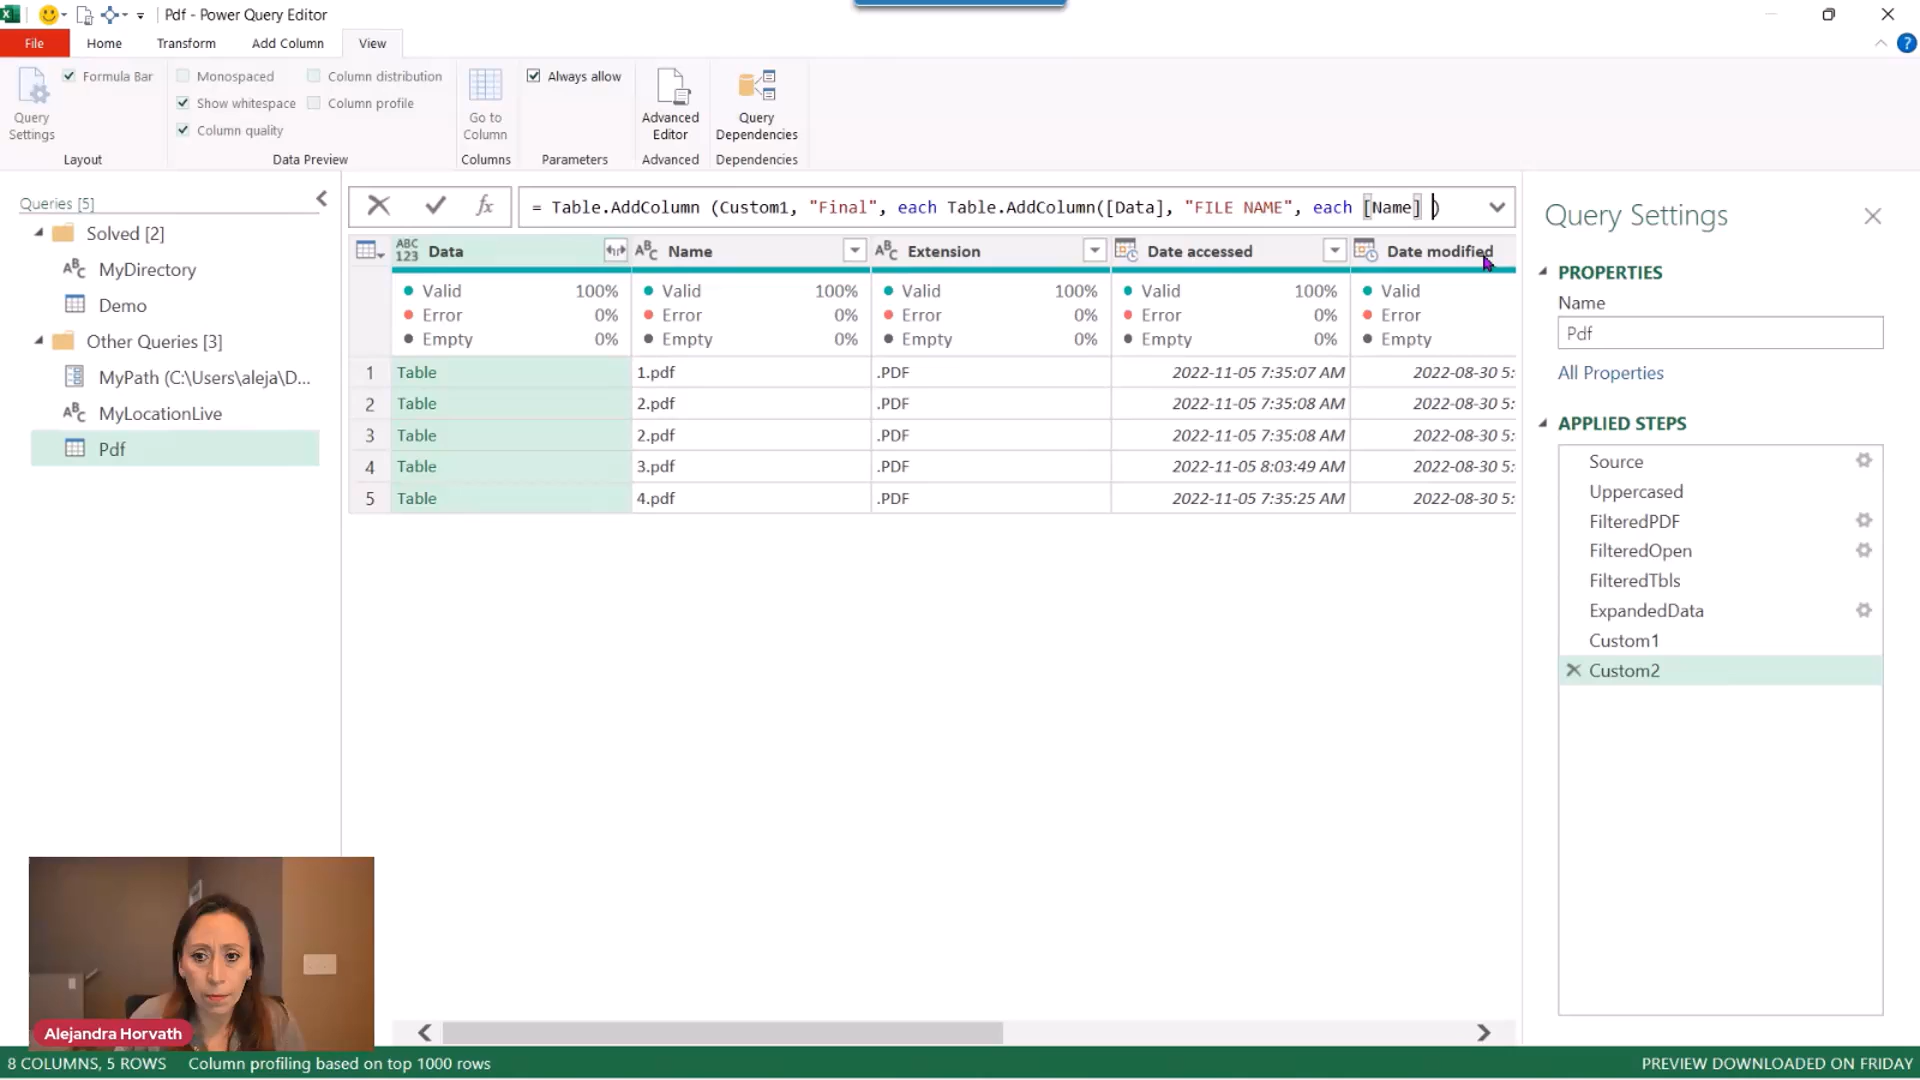 Pdf - Power Query Editor
File
Home
Transform
Add Column
View
?
Query
Settings
Formula Bar
Layout
Monospaced
Show whitespace
Column quality
Column distribution
Column profile
Data Preview
Go to
Column
Columns
Always allow
Parameters
Advanced
Editor
Advanced
Query
Dependencies
Dependencies
Queries [5]
Solved [2]
MyDirectory
Demo
Other Queries [3]
MyPath (C:\Users\aleja\D...
MyLocationLive
Pdf
fx
= Table.AddColumn (Custom1, "Final", each Table.AddColumn([Data], "FILE NAME", each [Name] )
ABC
123
Data
ABC
Name
ABC
Extension
Date accessed
Date modified
Valid 100% Valid 100% Valid 100% Valid 100% Valid
Error 0% Error 0% Error 0% Error 0% Error
Empty 0% Empty 0% Empty 0% Empty 0% Empty
1 Table 1.pdf .PDF 2022-11-05 7:35:07 AM 2022-08-30 5:
2 Table 2.pdf .PDF 2022-11-05 7:35:08 AM 2022-08-30 5:
3 Table 2.pdf .PDF 2022-11-05 7:35:08 AM 2022-08-30 5:
4 Table 3.pdf .PDF 2022-11-05 8:03:49 AM 2022-08-30 5:
5 Table 4.pdf .PDF 2022-11-05 7:35:25 AM 2022-08-30 5:
Query Settings
PROPERTIES
Name
Pdf
All Properties
APPLIED STEPS
Source
Uppercased
FilteredPDF
FilteredOpen
FilteredTbls
ExpandedData
Custom1
Custom2
Alejandra Horvath
8 COLUMNS, 5 ROWS
Column profiling based on top 1000 rows
PREVIEW DOWNLOADED ON FRIDAY